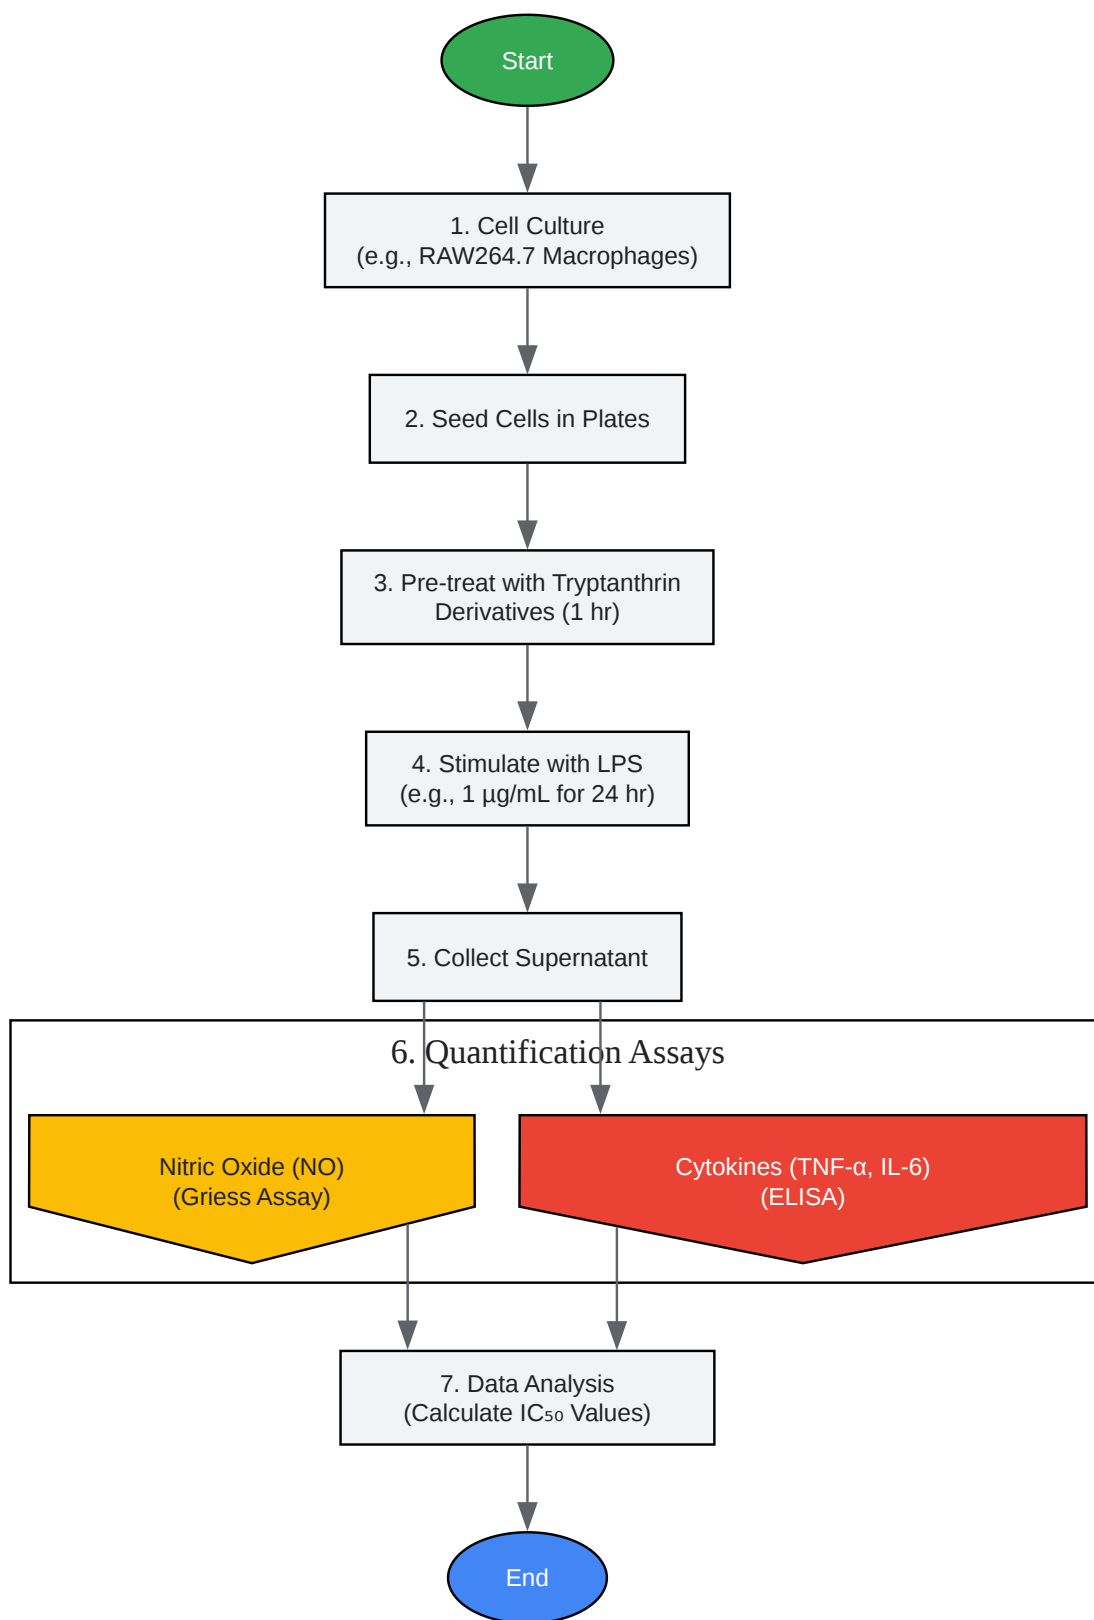 Start
1. Cell Culture
(e.g., RAW264.7 Macrophages)
2. Seed Cells in Plates
3. Pre-treat with Tryptanthrin
Derivatives (1 hr)
4. Stimulate with LPS
(e.g., 1 µg/mL for 24 hr)
5. Collect Supernatant
6. Quantification Assays
Nitric Oxide (NO)
(Griess Assay)
Cytokines (TNF-α, IL-6)
(ELISA)
7. Data Analysis
(Calculate IC₅₀ Values)
End